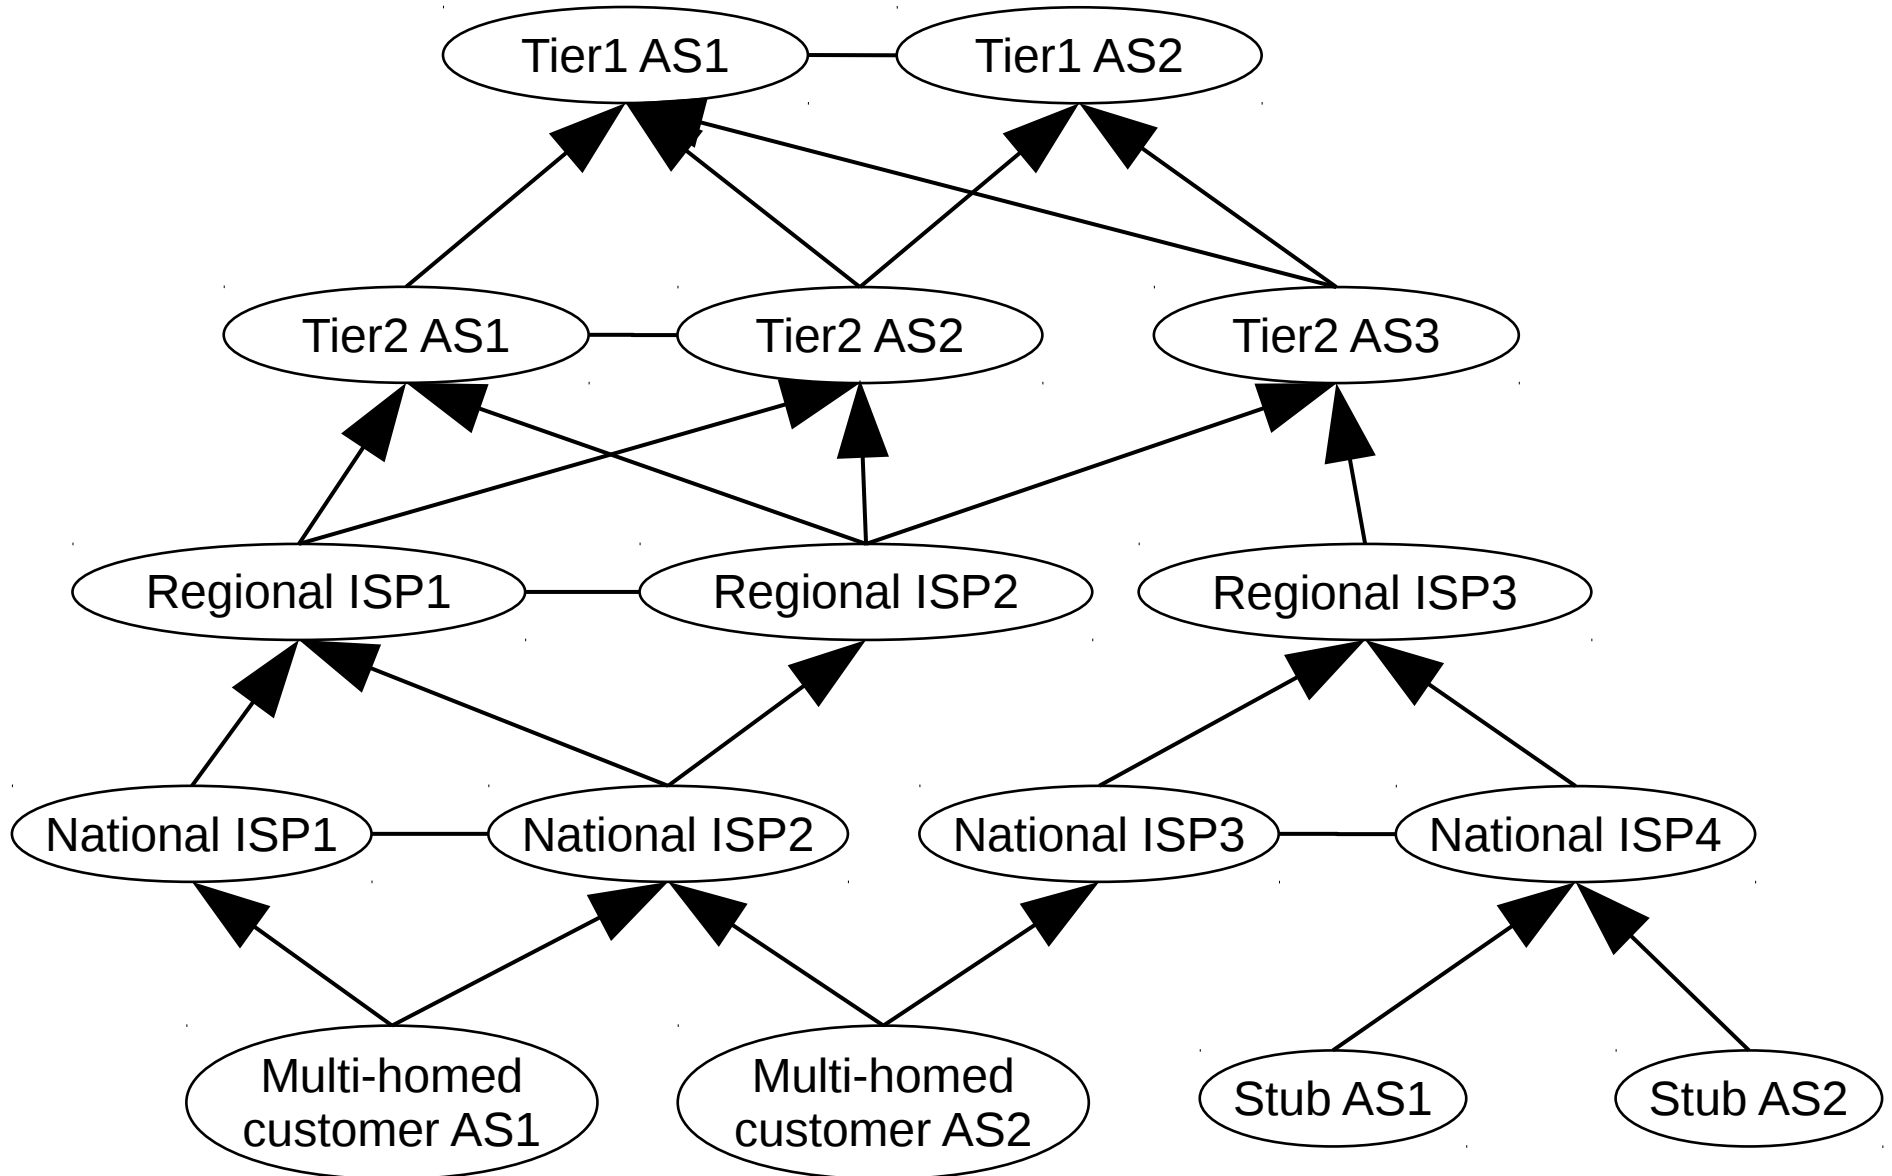 Tier1 AS1
Tier1 AS2
Tier2 AS1
Tier2 AS2
Tier2 AS3
Regional ISP1
Regional ISP2
Regional ISP3
National ISP1
National ISP2
National ISP3
National ISP4
Multi-homed
customer AS1
Multi-homed
customer AS2
Stub AS1
Stub AS2